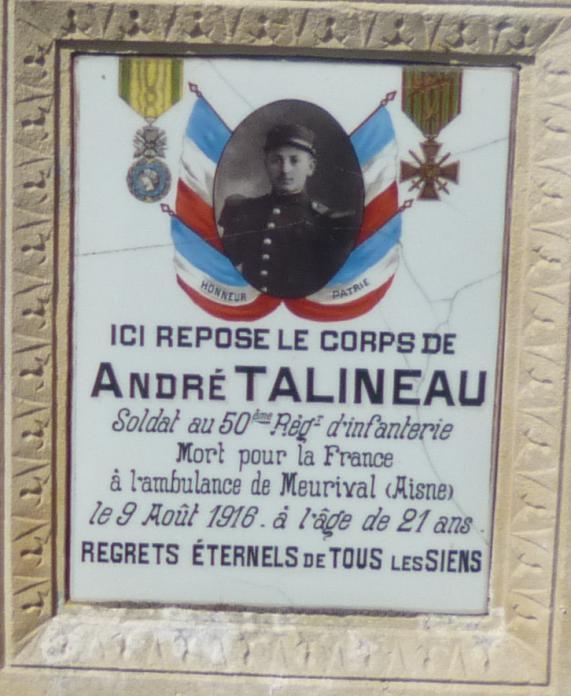 HONNEUR PATRIE
ICI REPOSE LE CORPS DE
ANDRÉ TALINEAU
Soldat au 50ème Règt d'infanterie
Mort pour la France
à l'ambulance de Meurival (Aisne)
le 9 Août 1916. à l'âge de 21 ans.
REGRETS ÉTERNELS DE TOUS LES SIENS